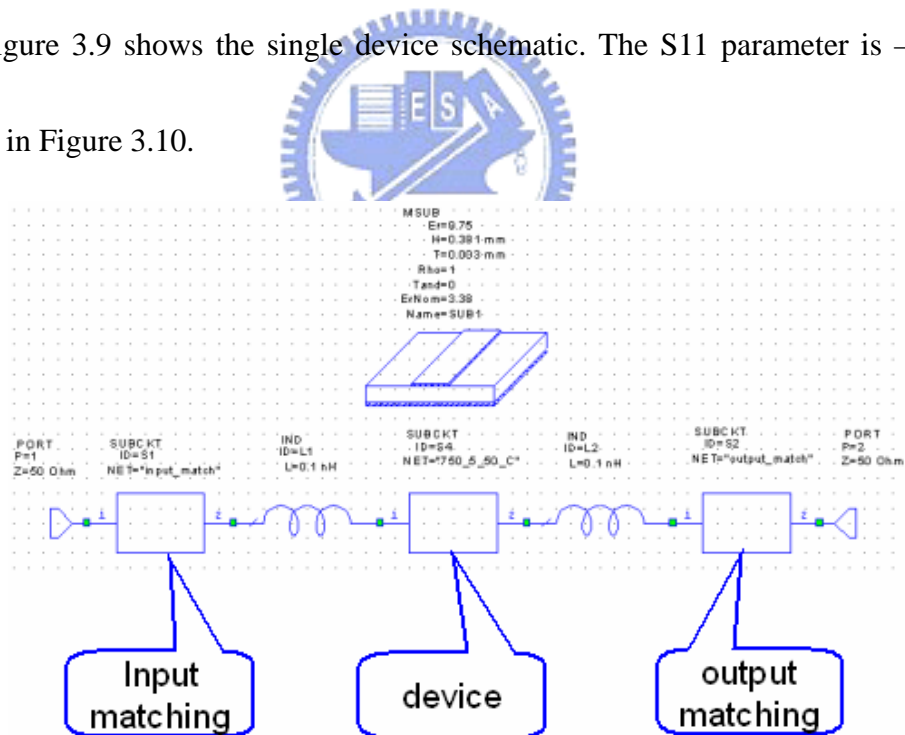 igure 3.9 shows the single device schematic. The S11 parameter is –
E S A
in Figure 3.10.
MSUB
Er=9.75
H=0.381 mm
T=0.003 mm
Rho=1
Tand=0
ErNom=3.38
Name=SUB1
PORT
P=1
Z=50 Ohm
SUBCKT
ID=S1
NET="input_match"
IND
ID=L1
L=0.1 nH
SUBCKT
ID=S4
NET="750_5_50_C"
IND
ID=L2
L=0.1 nH
SUBCKT
ID=S2
NET="output_match"
PORT
P=2
Z=50 Ohm
1 2 1 2 1 2
Input
matching
device
output
matching